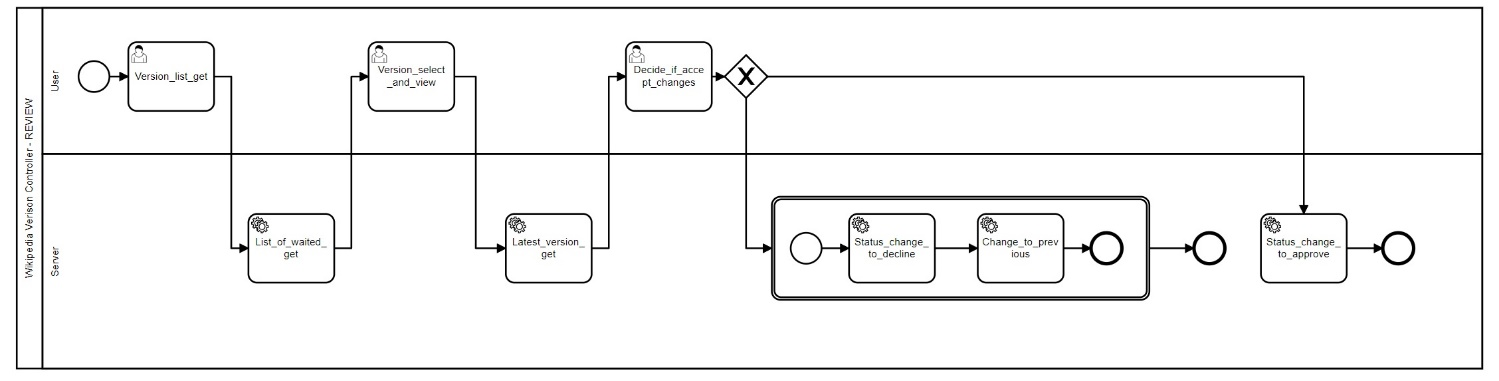 Wikipedia Verison Controller - REVIEW
User
Version_list_get
Version_select
_and_view
Decide_if_acce
pt_changes
Server
List_of_waited_
get
Latest_version_
get
Status_change_
to_decline
Change_to_prev
ious
Status_change_
to_approve